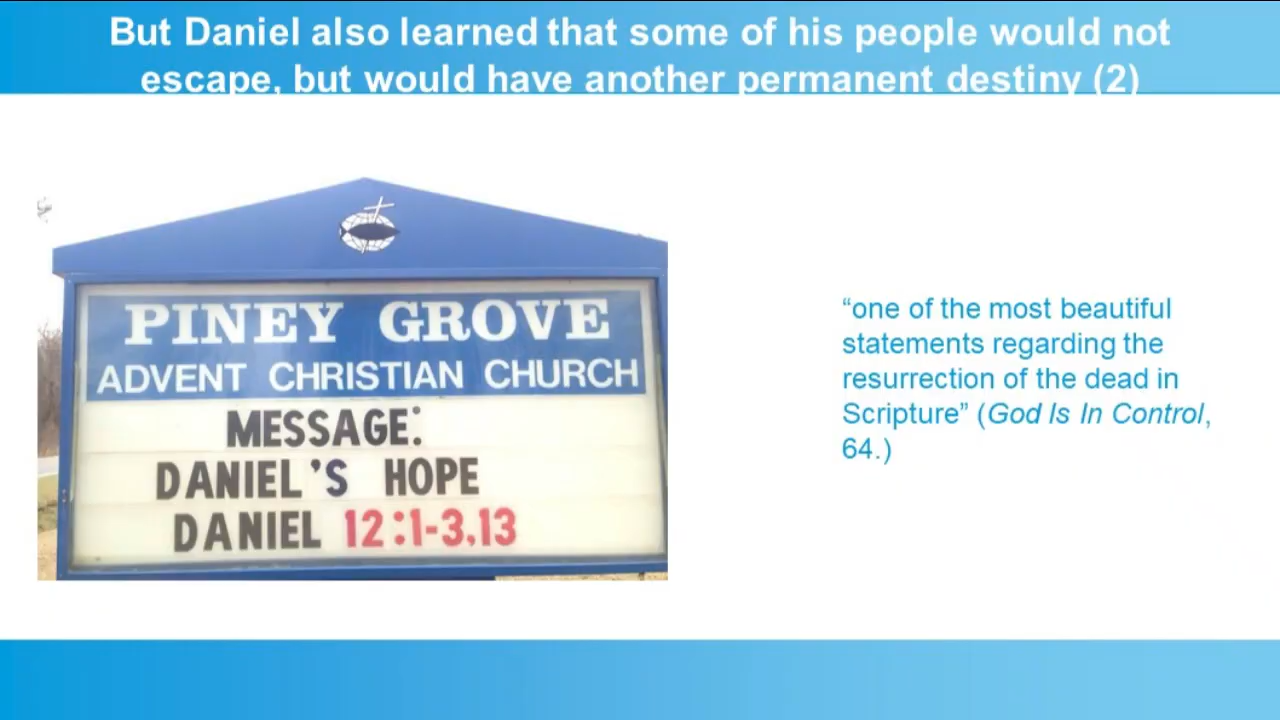 But Daniel also learned that some of his people would not
escape, but would have another permanent destiny (2)
PINEY GROVE
ADVENT CHRISTIAN CHURCH
MESSAGE:
DANIEL'S HOPE
DANIEL 12:1-3,13
“one of the most beautiful
statements regarding the
resurrection of the dead in
Scripture” (God Is In Control,
64.)